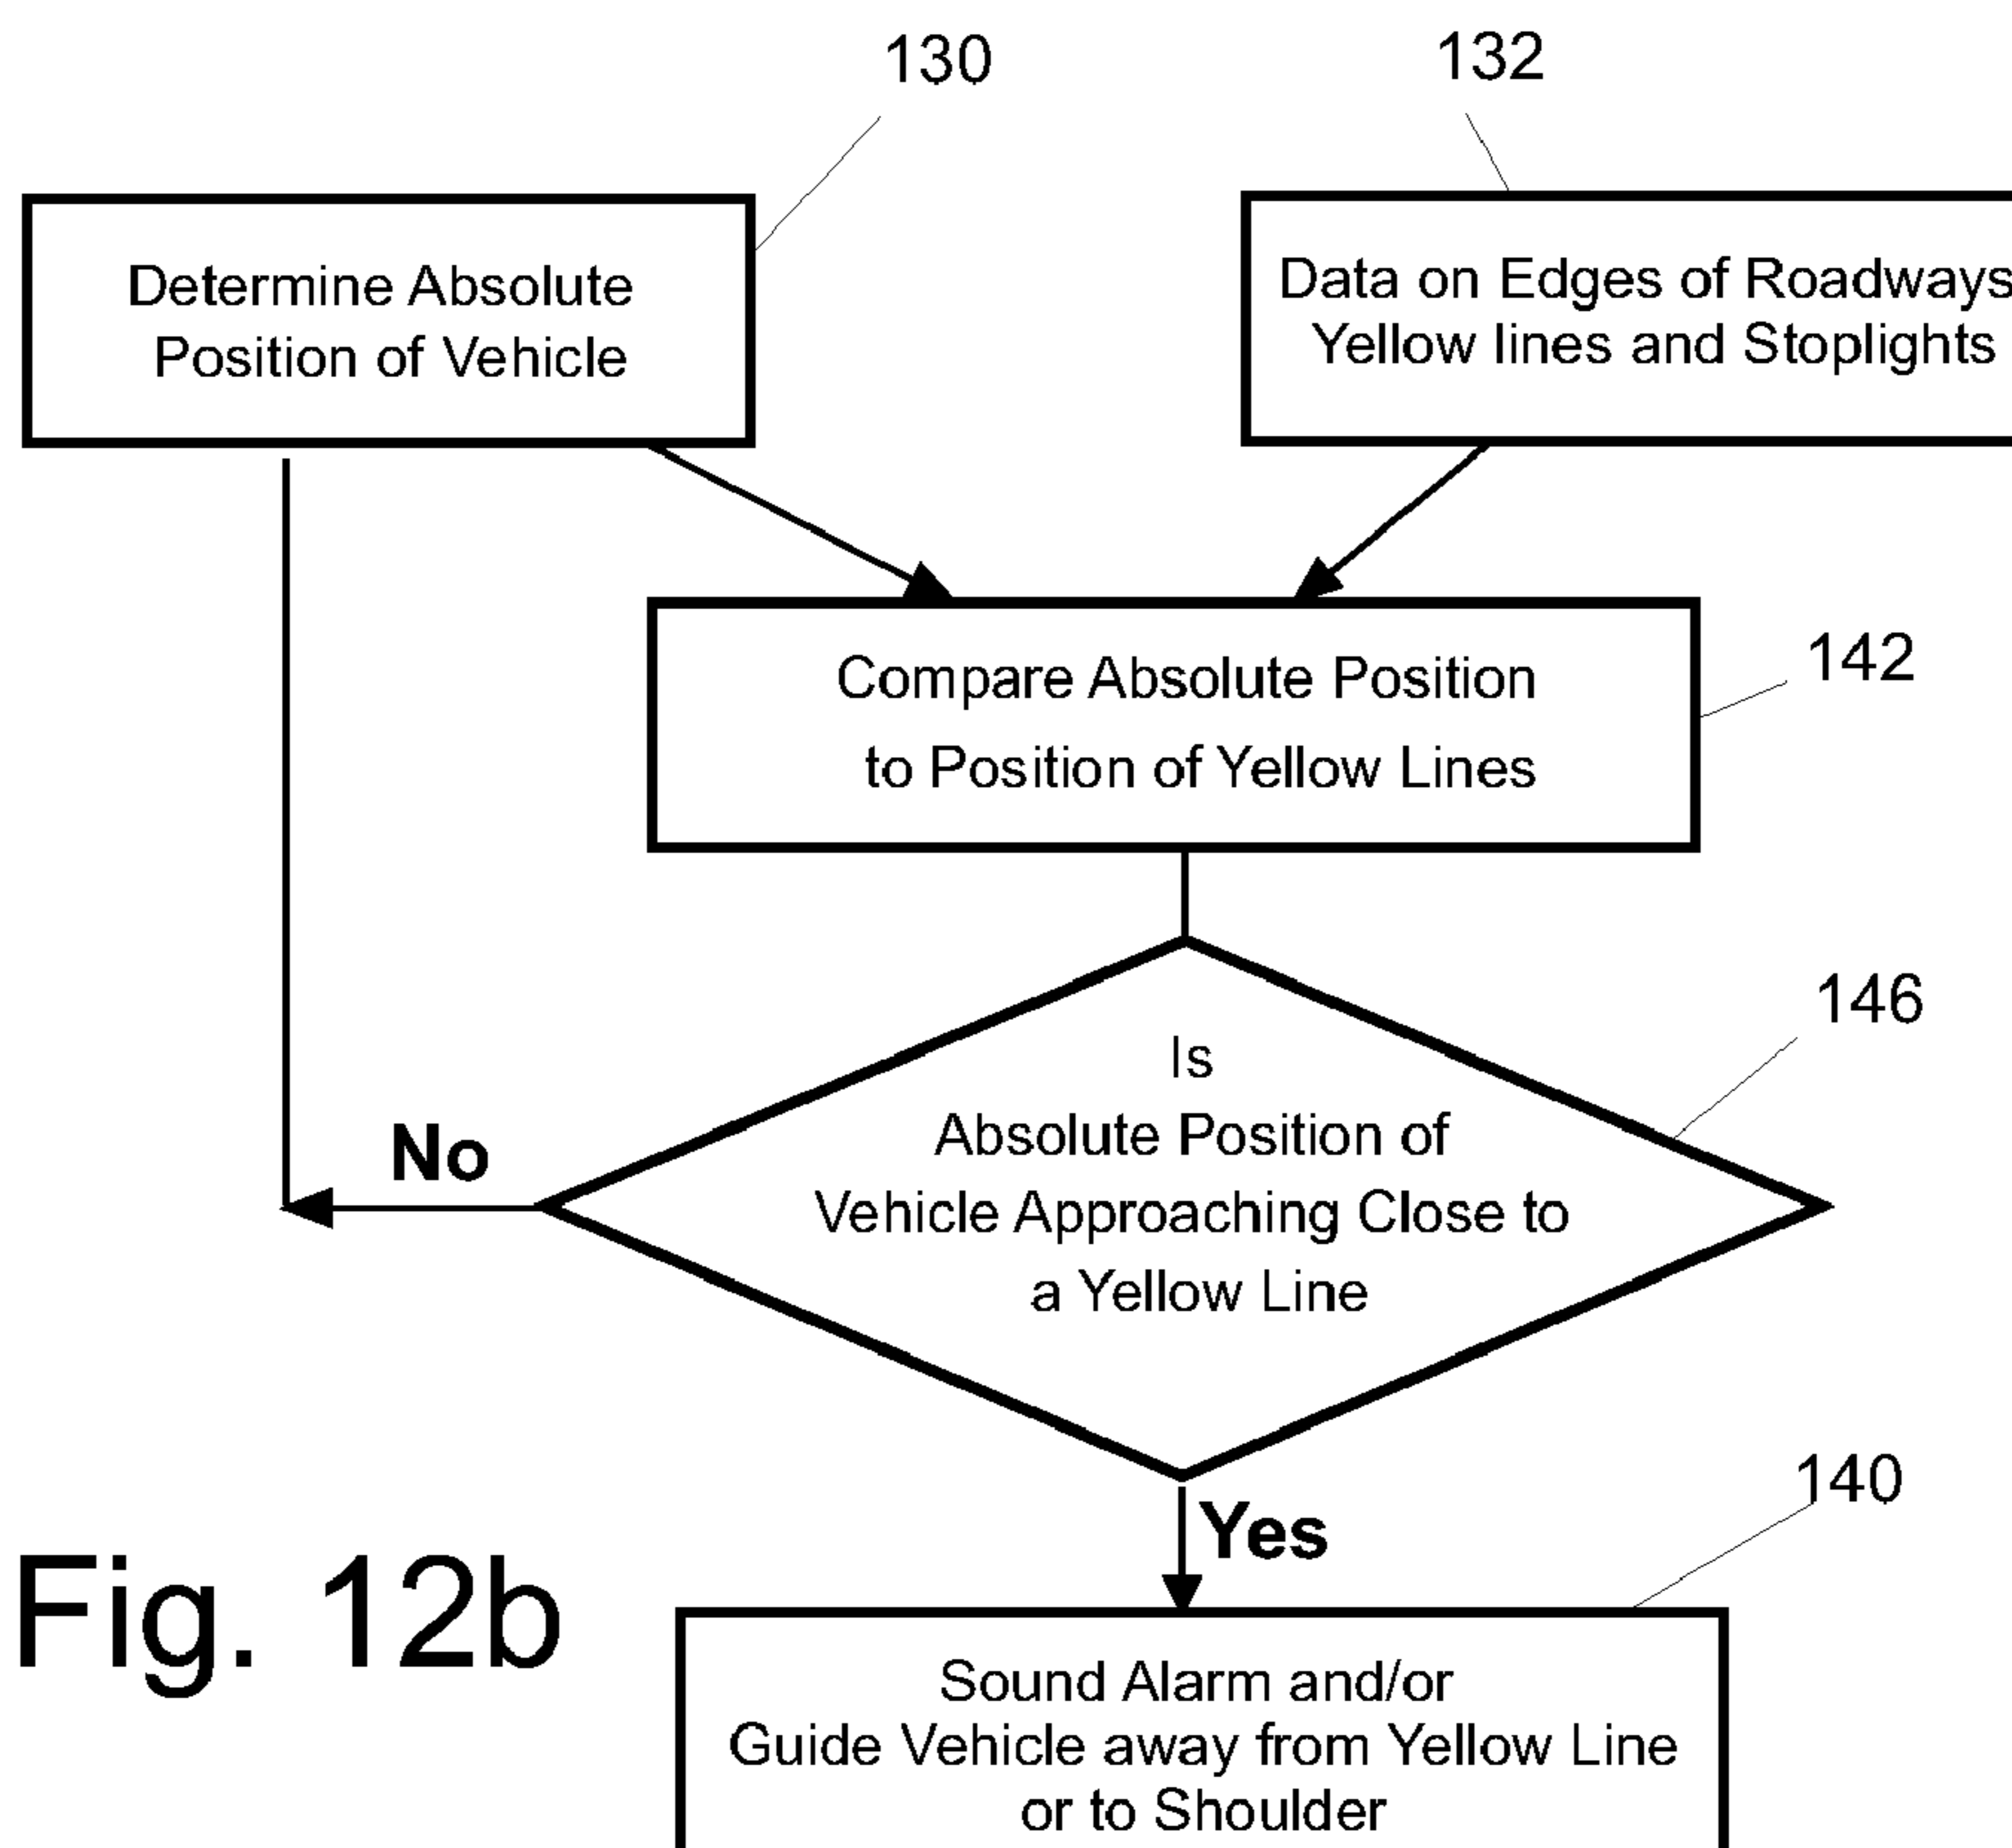 130
132
Determine Absolute
Position of Vehicle
Data on Edges of Roadways
Yellow lines and Stoplights
Compare Absolute Position
to Position of Yellow Lines
142
146
Is
Absolute Position of
Vehicle Approaching Close to
a Yellow Line
No
Yes
140
Fig. 12b
Sound Alarm and/or
Guide Vehicle away from Yellow Line
or to Shoulder